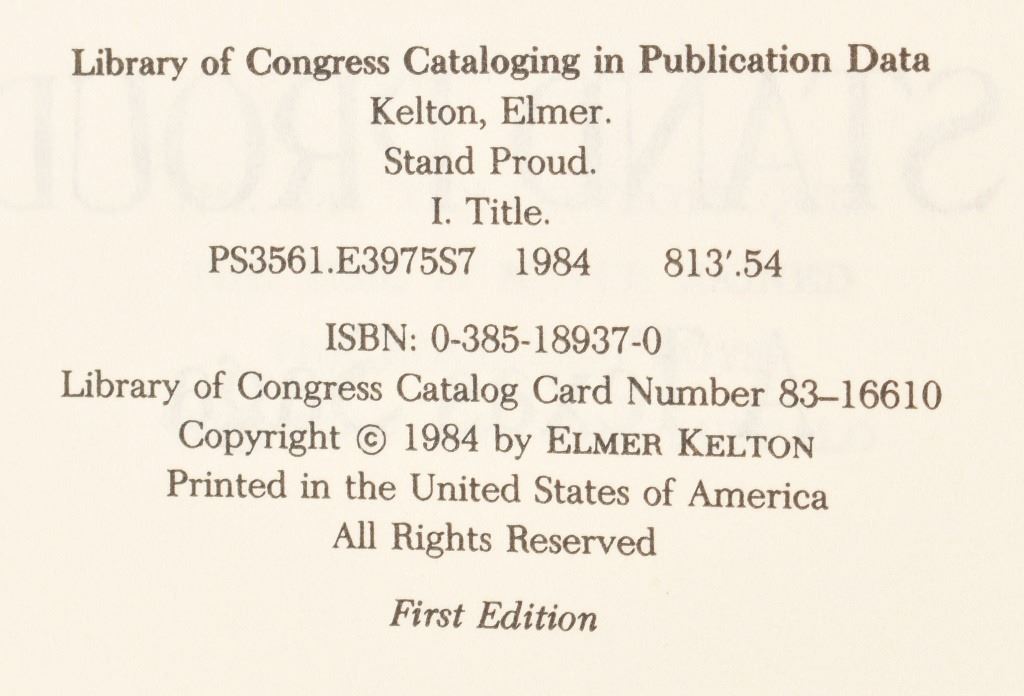 Library of Congress Cataloging in Publication Data
Kelton, Elmer.
Stand Proud.
I. Title.
PS3561.E3975S7 1984 813′.54
ISBN: 0-385-18937-0
Library of Congress Catalog Card Number 83–16610
Copyright © 1984 by ELMER KELTON
Printed in the United States of America
All Rights Reserved
First Edition